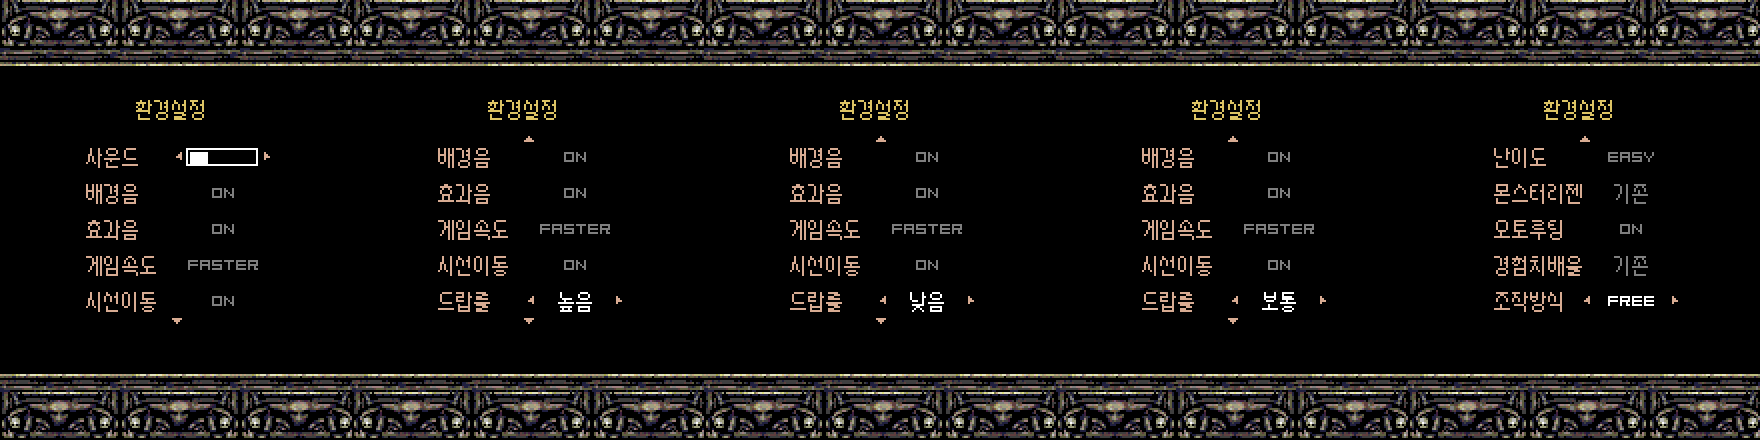 환경설정
사운드
배경음 ON
효과음 ON
게임속도 FASTER
시선이동 ON
환경설정
배경음 ON
효과음 ON
게임속도 FASTER
시선이동 ON
드랍률 높음
환경설정
배경음 ON
효과음 ON
게임속도 FASTER
시선이동 ON
드랍률 낮음
환경설정
배경음 ON
효과음 ON
게임속도 FASTER
시선이동 ON
드랍률 보통
환경설정
난이도 EASY
몬스터리젠 기존
오토루팅 ON
경험치배율 기존
조작방식 FREE